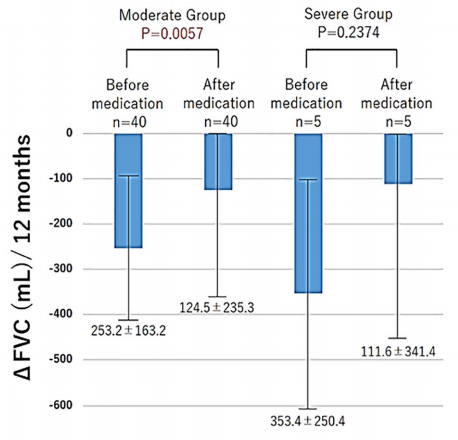 Moderate Group
P=0.0057
Severe Group
P=0.2374
Before
medication
n=40
After
medication
n=40
Before
medication
n=5
After
medication
n=5
ΔFVC (mL)/ 12 months
0
-100
-200
-300
-400
-500
-600
253.2±163.2
124.5±235.3
353.4±250.4
111.6±341.4